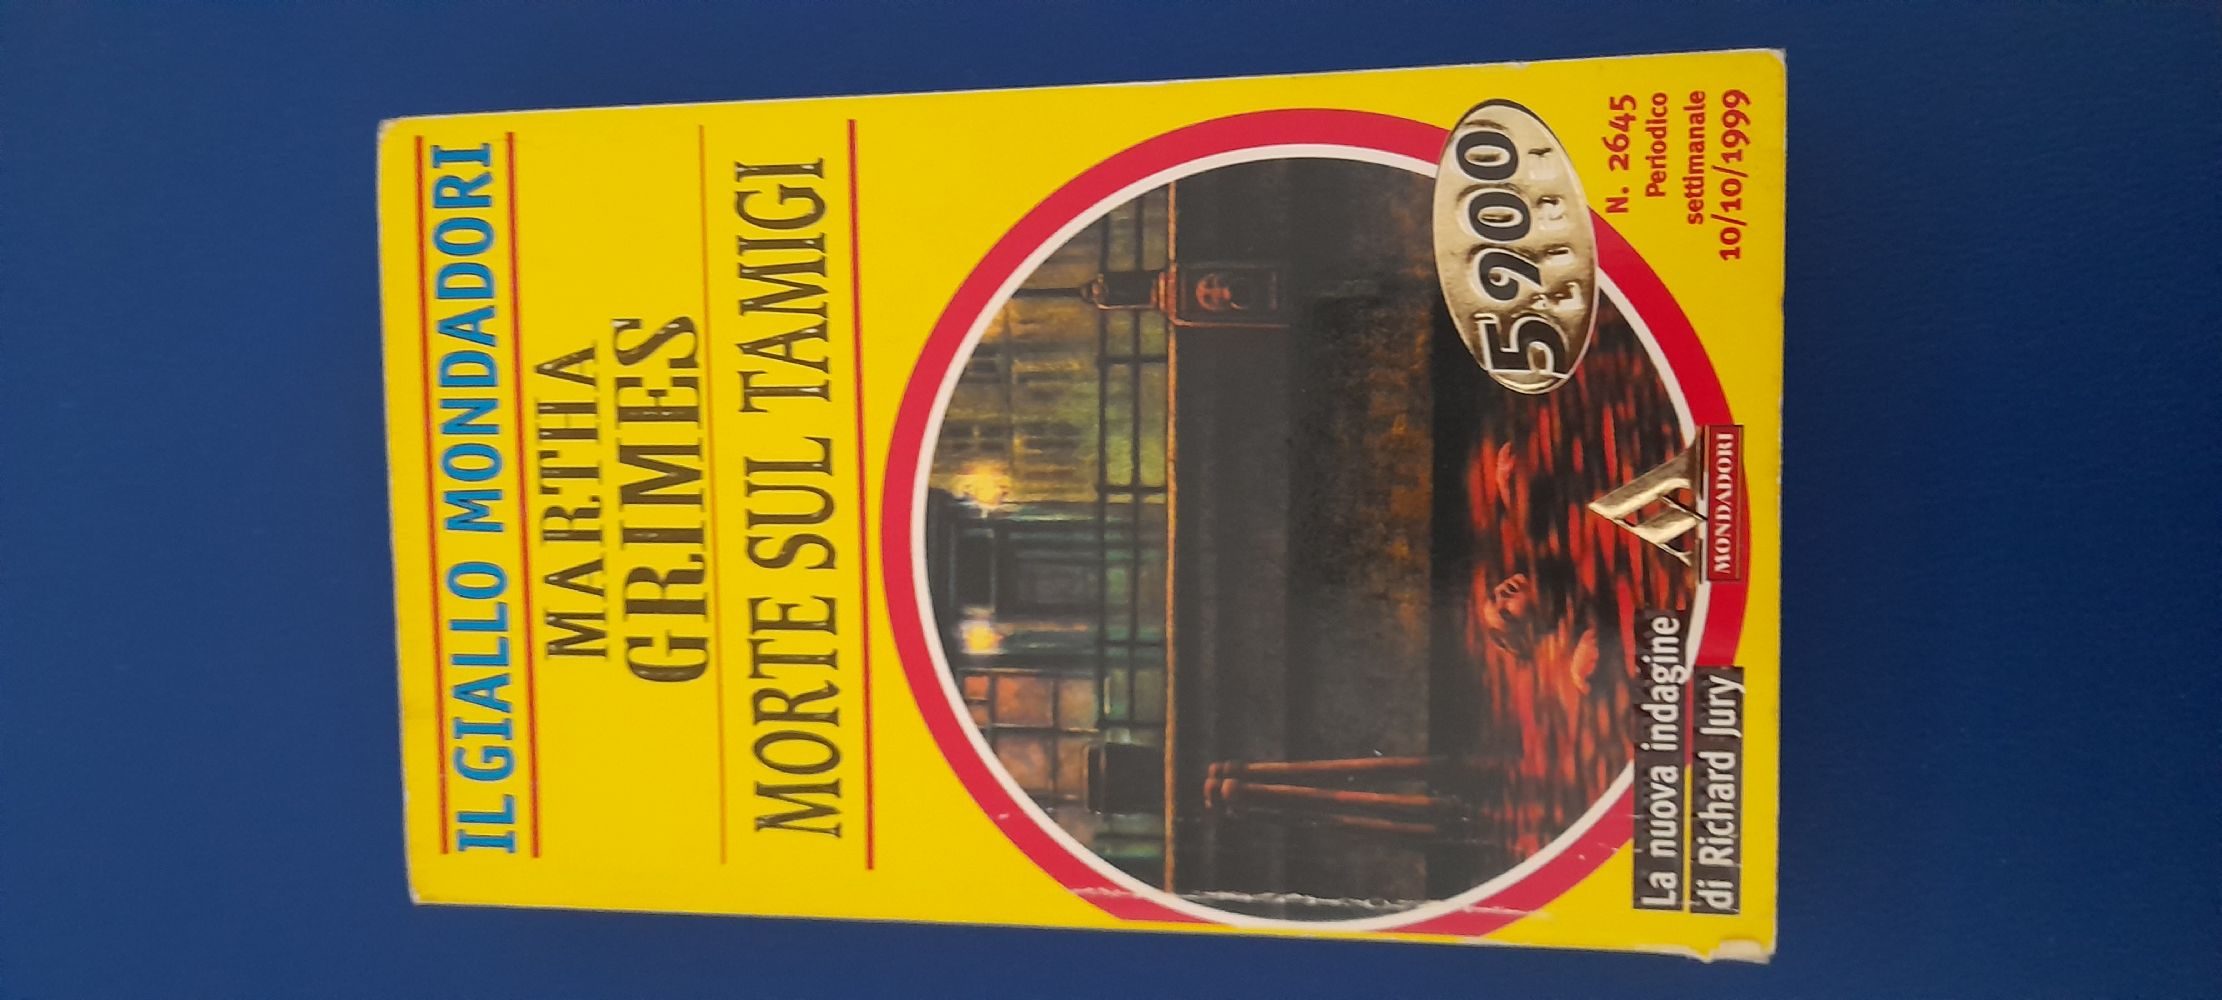 IL GIALLO MONDADORI
MARTHA
GRIMES
MORTE SUL TAMIGI
5900
LIRE
N. 2645
Periodico
settimanale
10/10/1999
La nuova indagine
di Richard Jury
MONDADORI